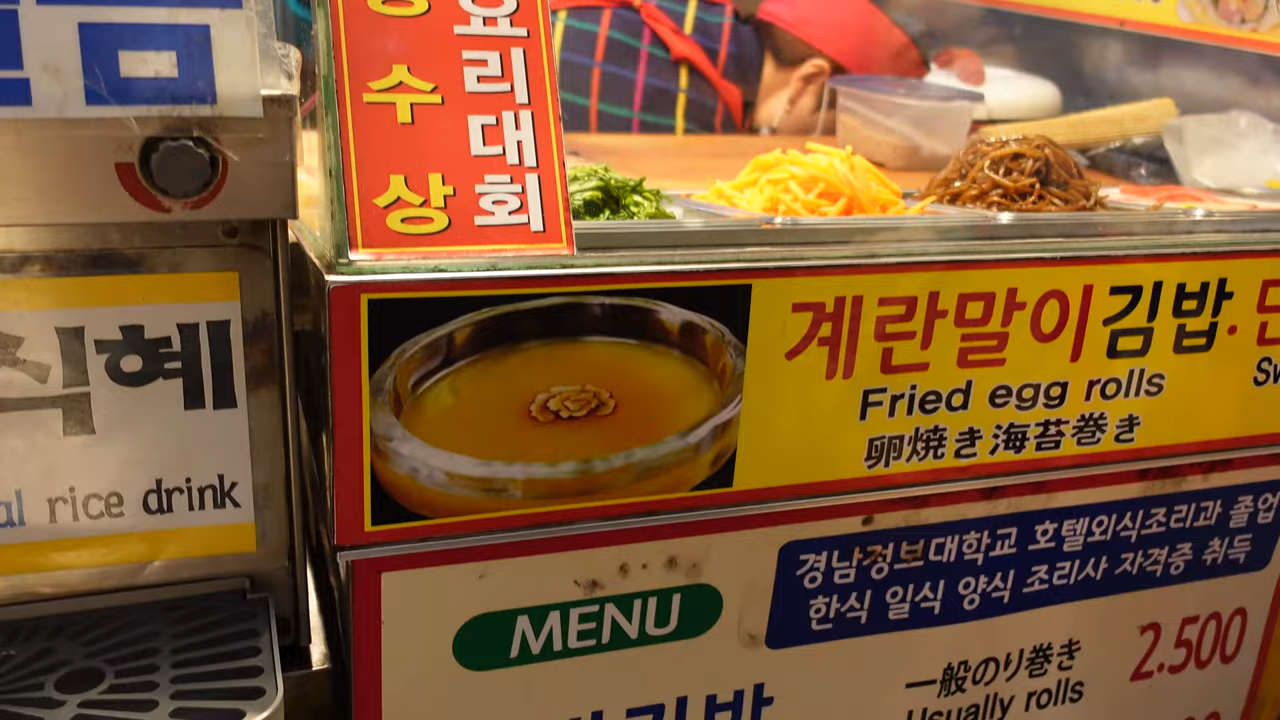 수상
요리대회
식혜
rice drink
계란말이김밥·
Fried egg rolls
卵焼き海苔巻き
경남정보대학교 호텔외식조리과 졸업
한식 일식 양식 조리사 자격증 취득
MENU
一般のり巻き
Usually rolls
2.500
김밥